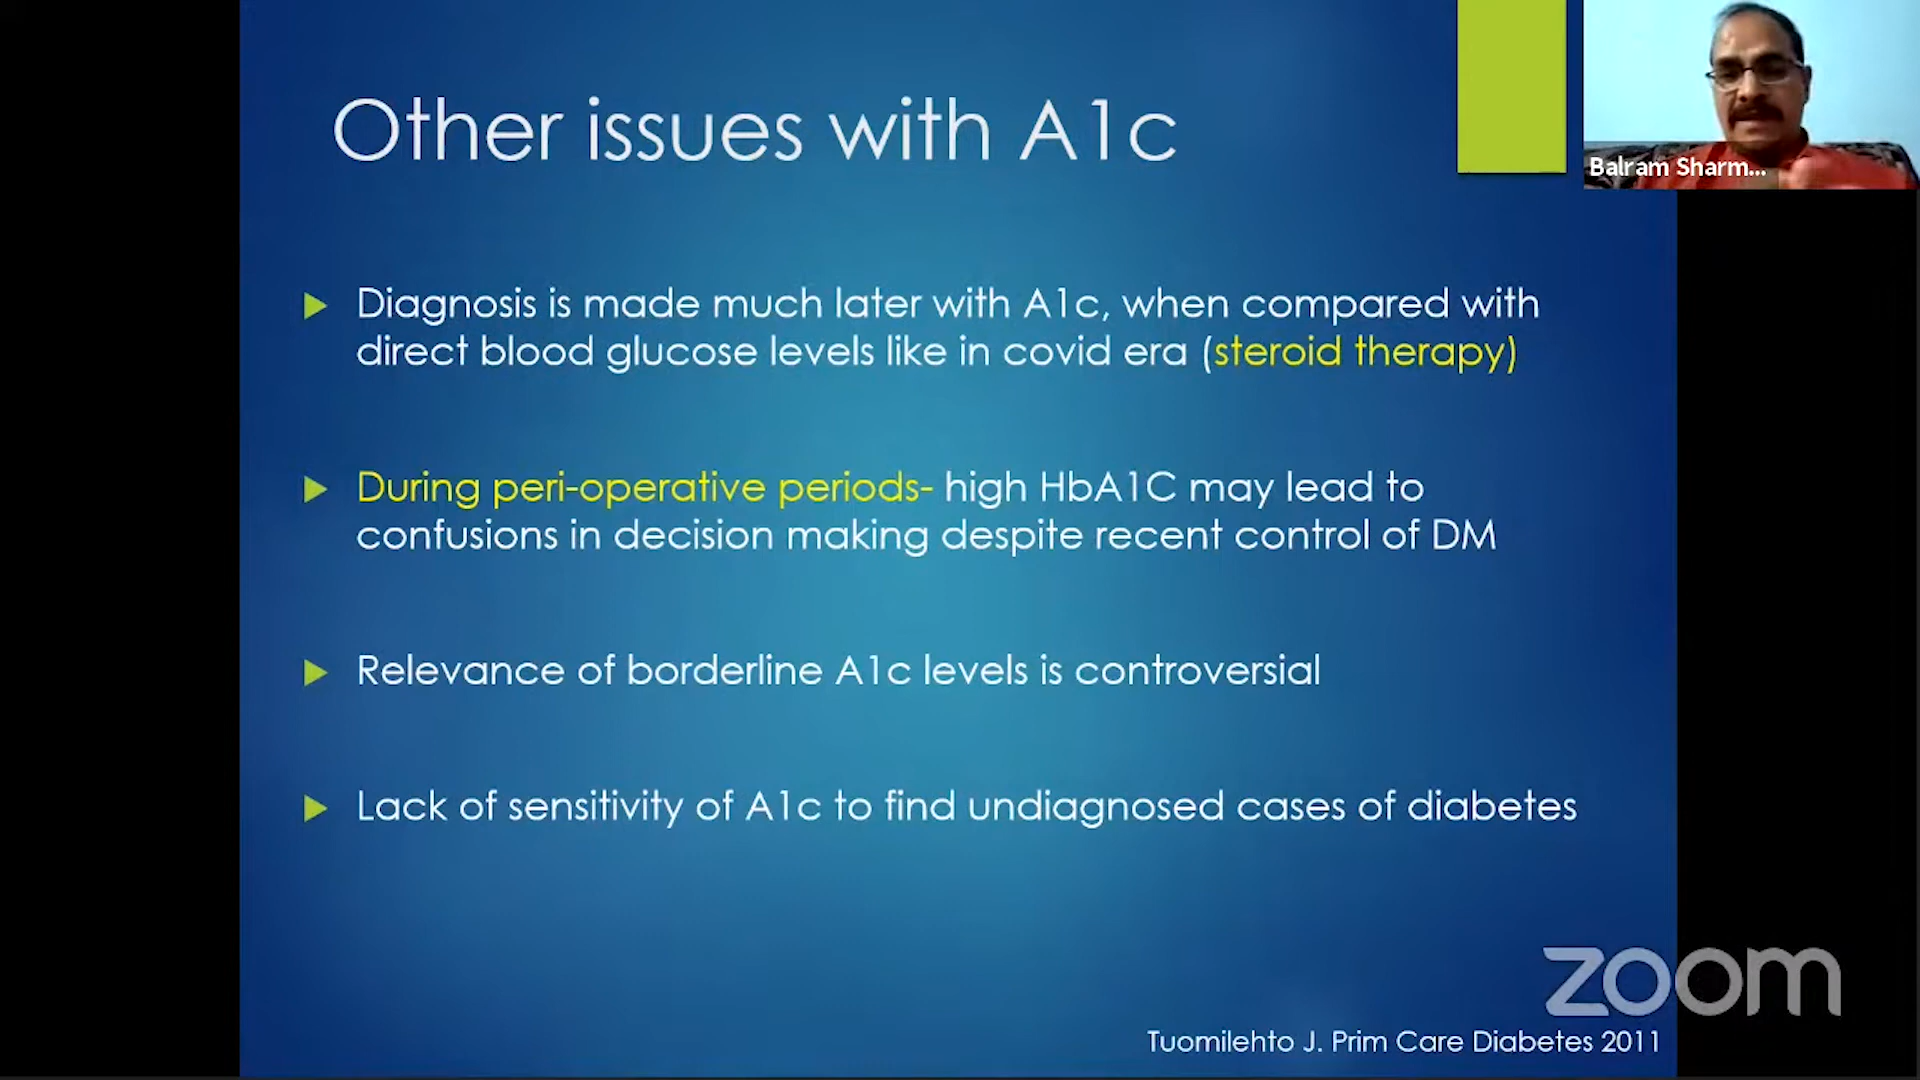 Other issues with A1c
Balram Sharm...
Diagnosis is made much later with A1c, when compared with
direct blood glucose levels like in covid era (steroid therapy)
During peri-operative periods- high HbA1C may lead to
confusions in decision making despite recent control of DM
Relevance of borderline A1c levels is controversial
Lack of sensitivity of A1c to find undiagnosed cases of diabetes
zoom
Tuomilehto J. Prim Care Diabetes 2011